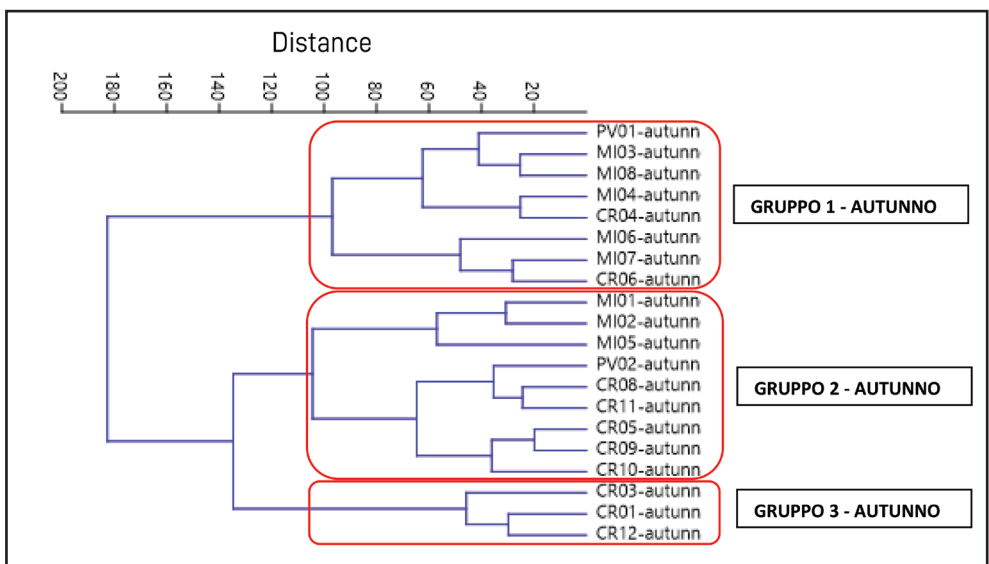 Distance
200 180 160 140 120 100 80 60 40 20
PV01-autunn
MI03-autunn
MI08-autunn
MI04-autunn
CR04-autunn
MI06-autunn
MI07-autunn
CR06-autunn
GRUPPO 1 - AUTUNNO
MI01-autunn
MI02-autunn
MI05-autunn
PV02-autunn
CR08-autunn
CR11-autunn
CR05-autunn
CR09-autunn
CR10-autunn
GRUPPO 2 - AUTUNNO
CR03-autunn
CR01-autunn
CR12-autunn
GRUPPO 3 - AUTUNNO